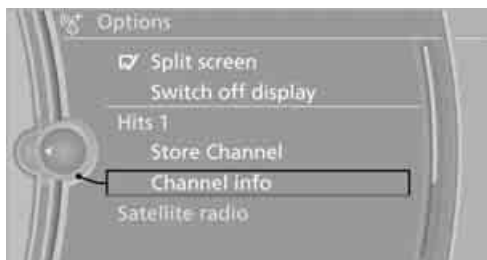 Options
Split screen
Switch off display
Hits 1
Store Channel
Channel info
Satellite radio